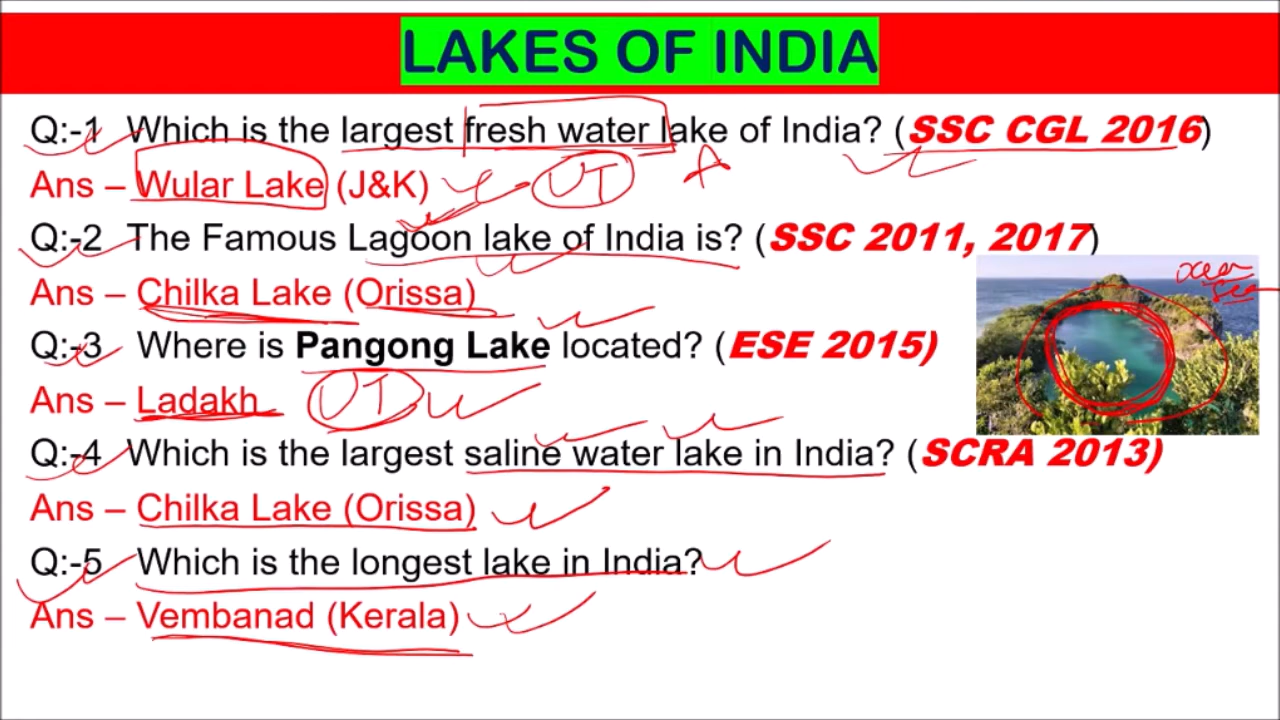 LAKES OF INDIA
Q:-1 Which is the largest fresh water lake of India? (SSC CGL 2016)
Ans – Wular Lake (J&K) UT
Q:-2 The Famous Lagoon lake of India is? (SSC 2011, 2017)
Ans – Chilka Lake (Orissa)
ocean
sea
Q:-3 Where is Pangong Lake located? (ESE 2015)
Ans – Ladakh UT
Q:-4 Which is the largest saline water lake in India? (SCRA 2013)
Ans – Chilka Lake (Orissa)
Q:-5 Which is the longest lake in India?
Ans – Vembanad (Kerala)